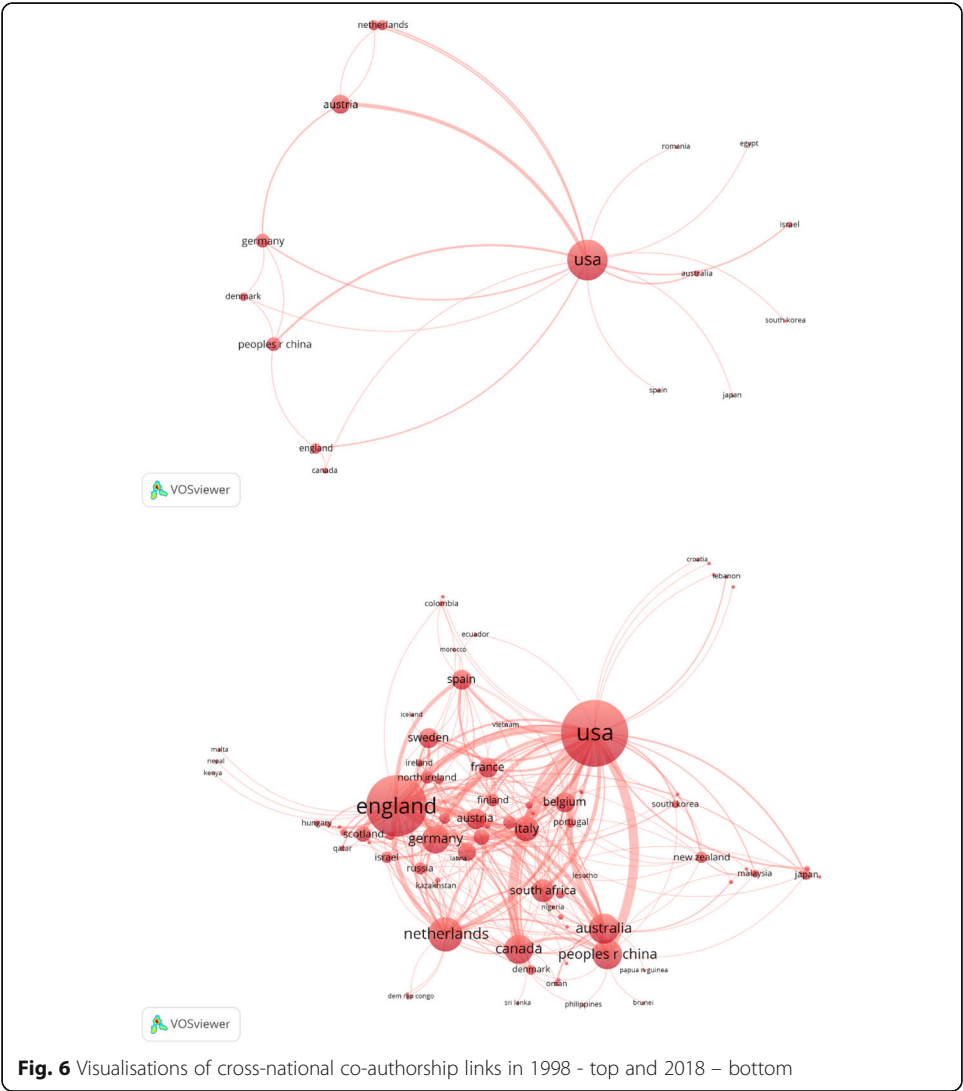 netherlands
austria
romania
egypt
israel
germany
usa
australia
denmark
south korea
peoples r china
spain
japan
england
canada
VOSviewer
croatia
lebanon
colombia
ecuador
morocco
spain
iceland
vietnam
usa
sweden
malta
ireland
nepal
france
kenya
north ireland
england
finland
belgium
south korea
austria
portugal
hungary
italy
scotland
germany
qatar
israel
latvia
new zealand
russia
lesotho
malaysia
japan
kazakhstan
south africa
nigeria
netherlands
australia
canada
peoples r china
denmark
papua n guinea
oman
dem rep congo
sri lanka
philippines
brunei
VOSviewer
Fig. 6 Visualisations of cross-national co-authorship links in 1998 - top and 2018 – bottom